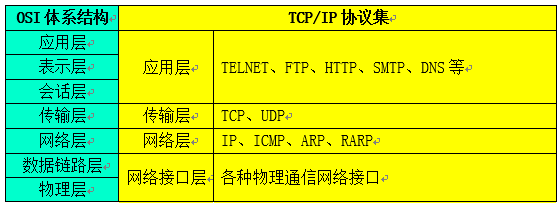 OSI 体系结构 TCP/IP 协议集
应用层
表示层 应用层 TELNET、FTP、HTTP、SMTP、DNS 等
会话层
传输层 传输层 TCP、UDP
网络层 网络层 IP、ICMP、ARP、RARP
数据链路层 网络接口层 各种物理通信网络接口
物理层